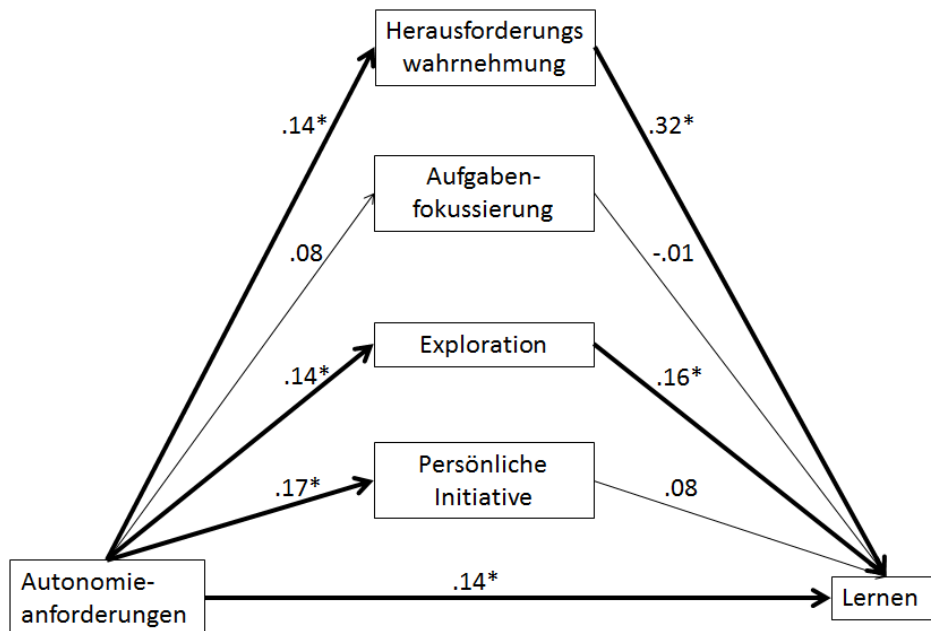 Herausforderungs
wahrnehmung
.14*
.32*
Aufgaben-
fokussierung
.08
-.01
Exploration
.14*
.16*
Persönliche
Initiative
.17*
.08
Autonomie-
anforderungen
.14*
Lernen